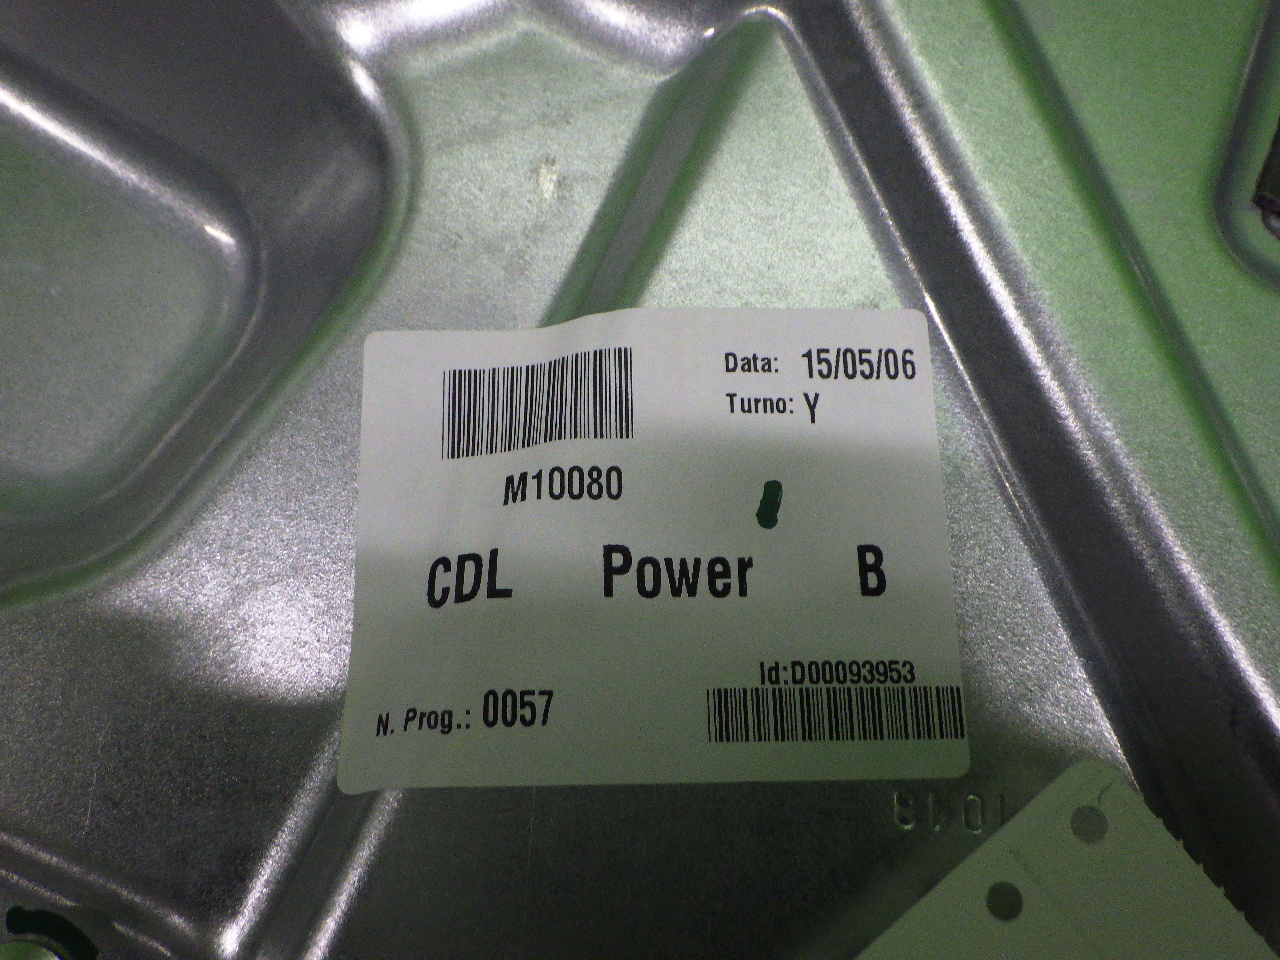 Data: 15/05/06
Turno: Y
M10080
CDL Power B
Id:D00093953
N. Prog.: 0057